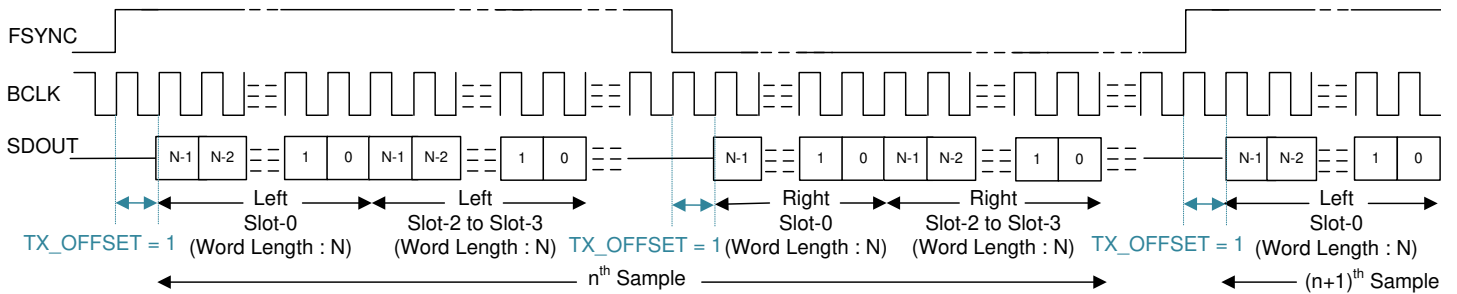 FSYNC
BCLK
SDOUT N-1 N-2 1 0 N-1 N-2 1 0 N-1 1 0 N-1 N-2 1 0 N-1 N-2 1 0
Left Left Right Right Left
Slot-0 Slot-2 to Slot-3 Slot-0 Slot-2 to Slot-3 Slot-0
TX_OFFSET = 1 (Word Length : N) (Word Length : N) TX_OFFSET = 1 (Word Length : N) (Word Length : N) TX_OFFSET = 1 (Word Length : N)
nth Sample (n+1)th Sample